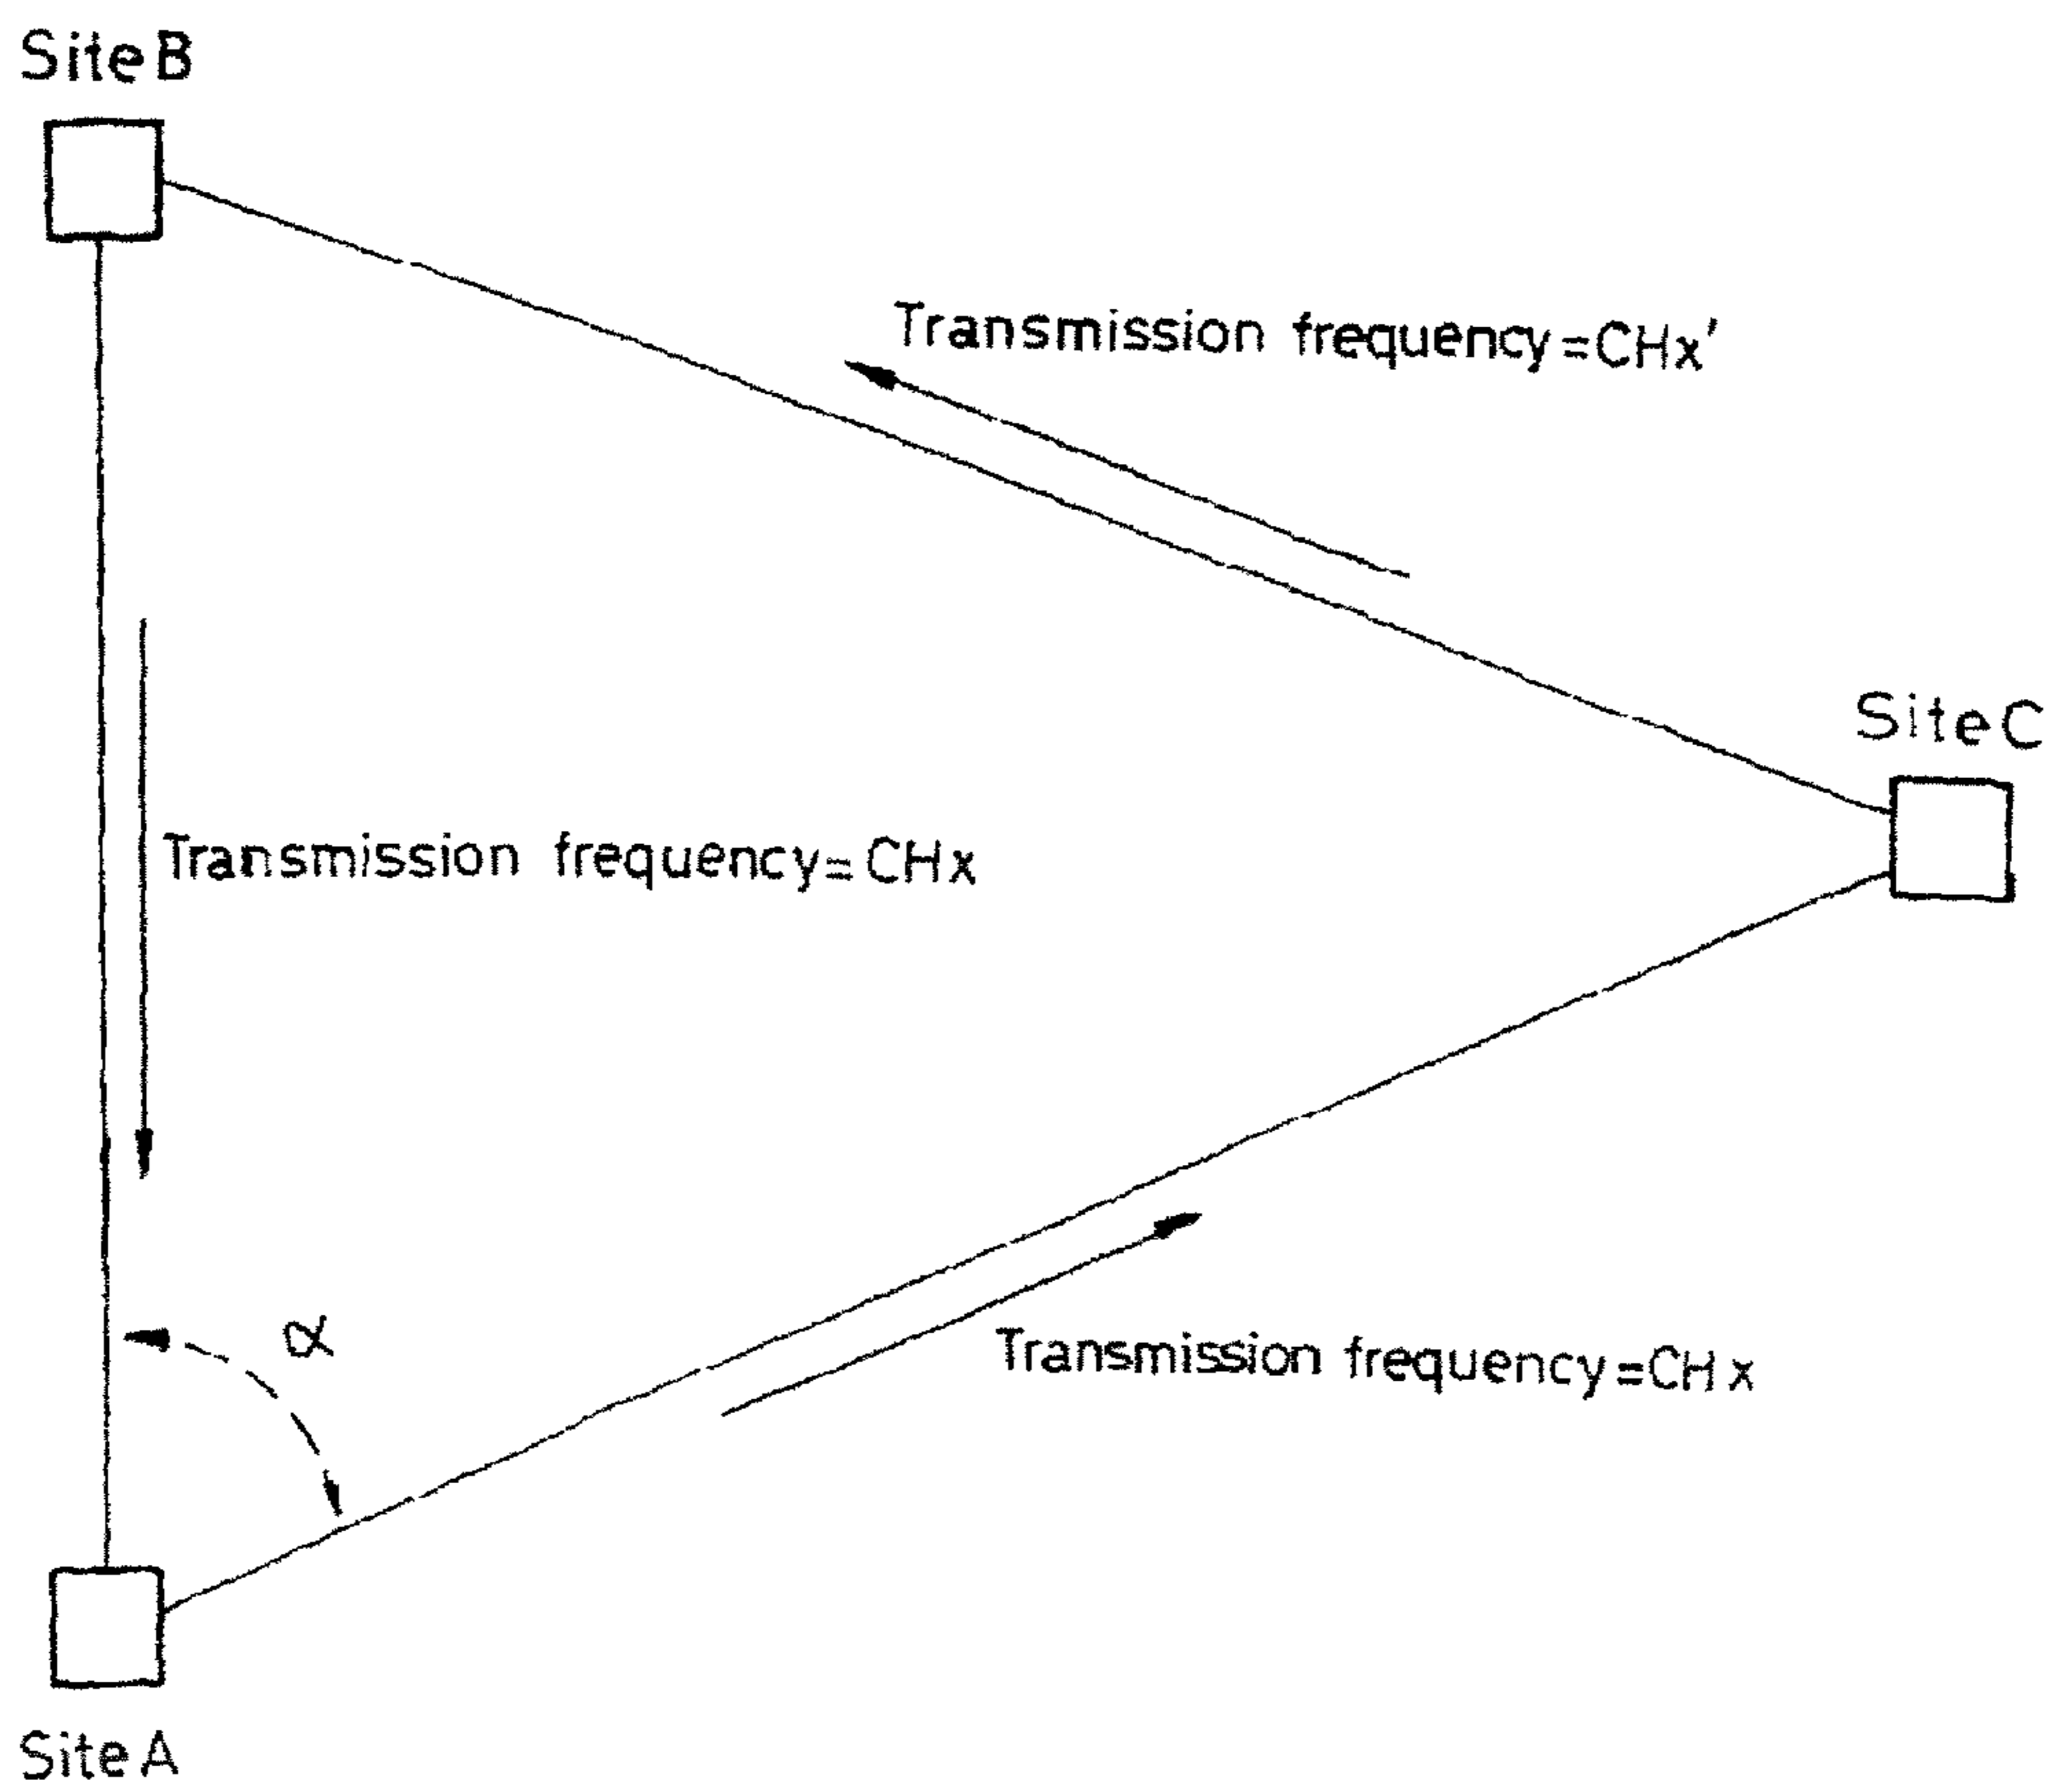 Site B
Transmission frequency=CHx'
Site C
Transmission frequency=CHx
α
Transmission frequency=CHx
Site A